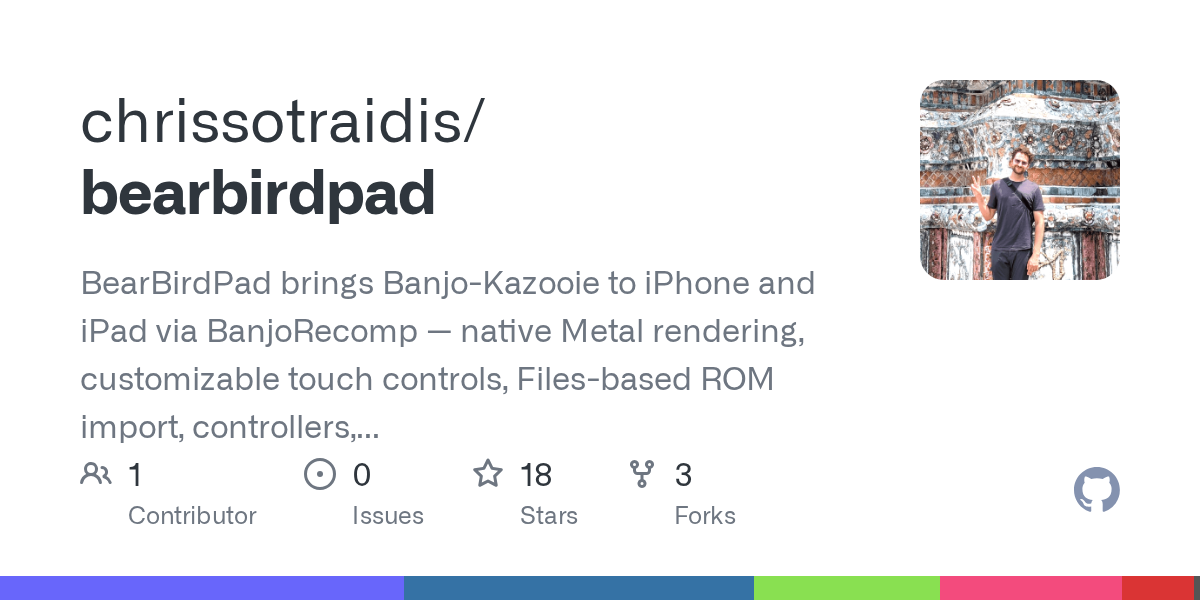 chrissotraidis/
bearbirdpad
BearBirdPad brings Banjo-Kazooie to iPhone and
iPad via BanjoRecomp — native Metal rendering,
customizable touch controls, Files-based ROM
import, controllers,...
1 0 18 3
Contributor Issues Stars Forks